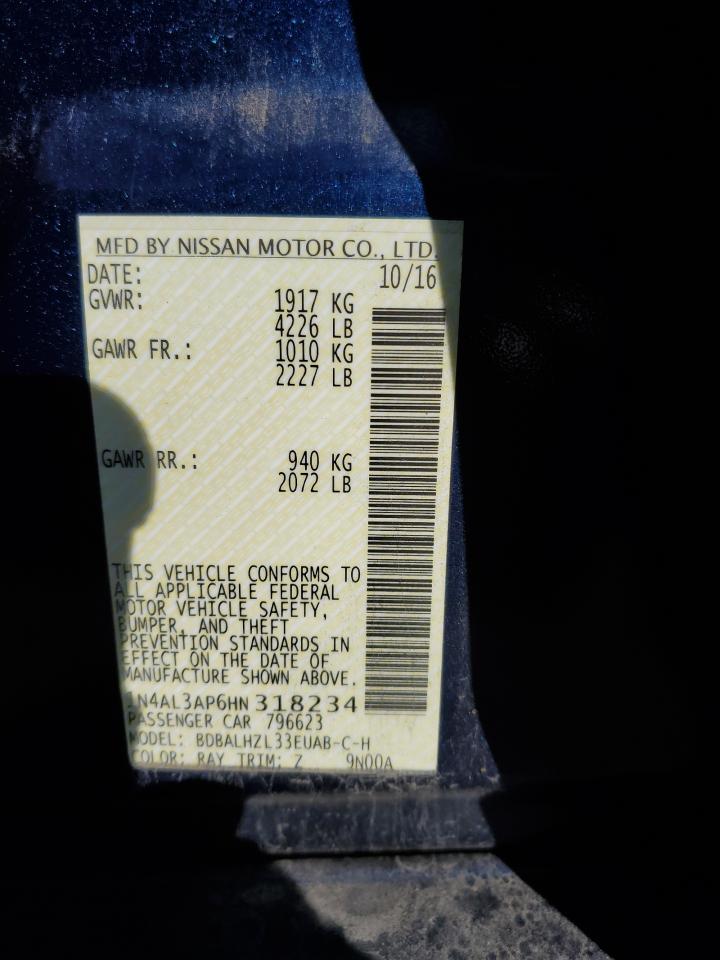 MFD BY NISSAN MOTOR CO., LTD.
DATE: 10/16
GVWR: 1917 KG
4226 LB
GAWR FR.: 1010 KG
2227 LB
GAWR RR.: 940 KG
2072 LB
THIS VEHICLE CONFORMS TO
ALL APPLICABLE FEDERAL
MOTOR VEHICLE SAFETY,
BUMPER, AND THEFT
PREVENTION STANDARDS IN
EFFECT ON THE DATE OF
MANUFACTURE SHOWN ABOVE.
1N4AL3AP6HN318234
PASSENGER CAR 796623
MODEL: BDBALHZL33EUAB-C-H
COLOR: RAY TRIM: Z 9N00A